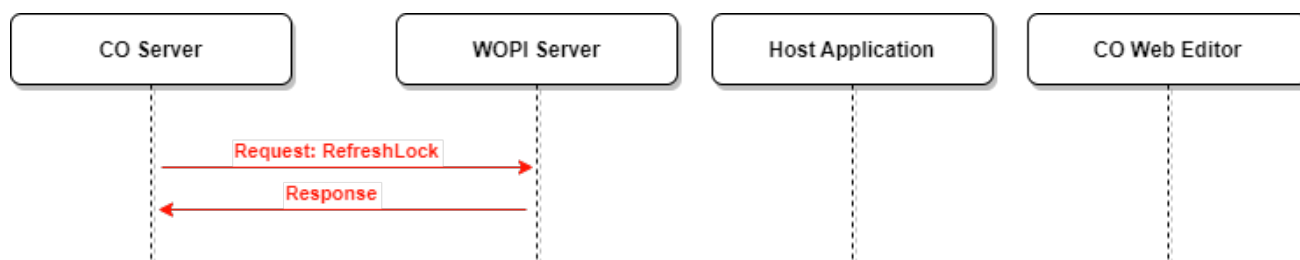 CO Server
WOPI Server
Host Application
CO Web Editor
Request: RefreshLock
Response